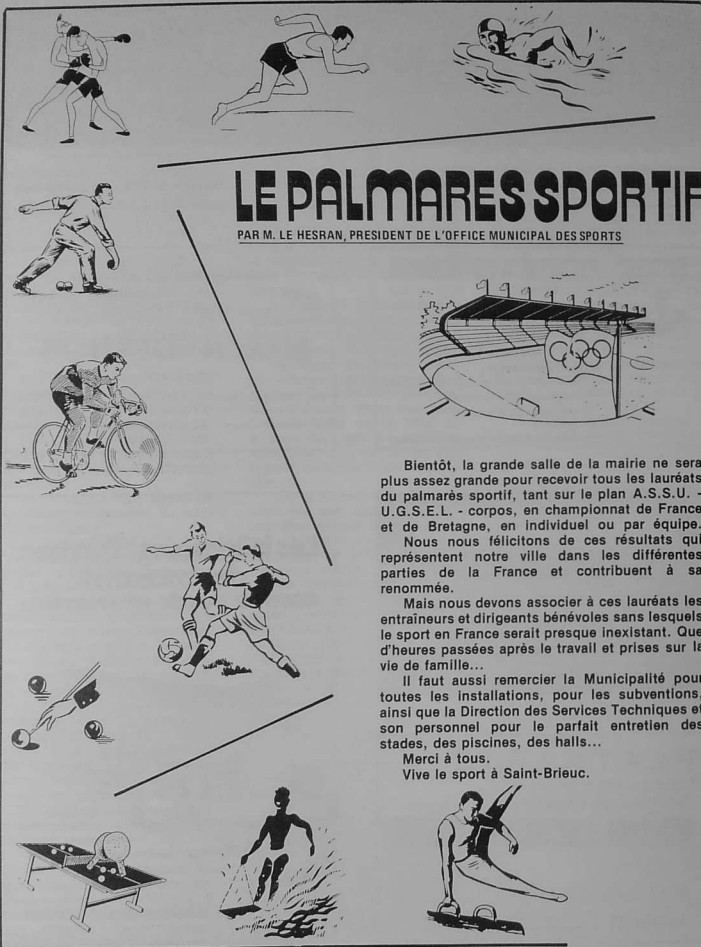 LE PALMARES SPORTIF
PAR M. LE HESRAN, PRESIDENT DE L'OFFICE MUNICIPAL DES SPORTS
Bientôt, la grande salle de la mairie ne sera
plus assez grande pour recevoir tous les lauréats
du palmarès sportif, tant sur le plan A.S.S.U. -
U.G.S.E.L. - corpos, en championnat de France
et de Bretagne, en individuel ou par équipe.
Nous nous félicitons de ces résultats qui
représentent notre ville dans les différentes
parties de la France et contribuent à sa
renommée.
Mais nous devons associer à ces lauréats les
entraîneurs et dirigeants bénévoles sans lesquels
le sport en France serait presque inexistant. Que
d'heures passées après le travail et prises sur la
vie de famille...
Il faut aussi remercier la Municipalité pour
toutes les installations, pour les subventions,
ainsi que la Direction des Services Techniques et
son personnel pour le parfait entretien des
stades, des piscines, des halls...
Merci à tous.
Vive le sport à Saint-Brieuc.